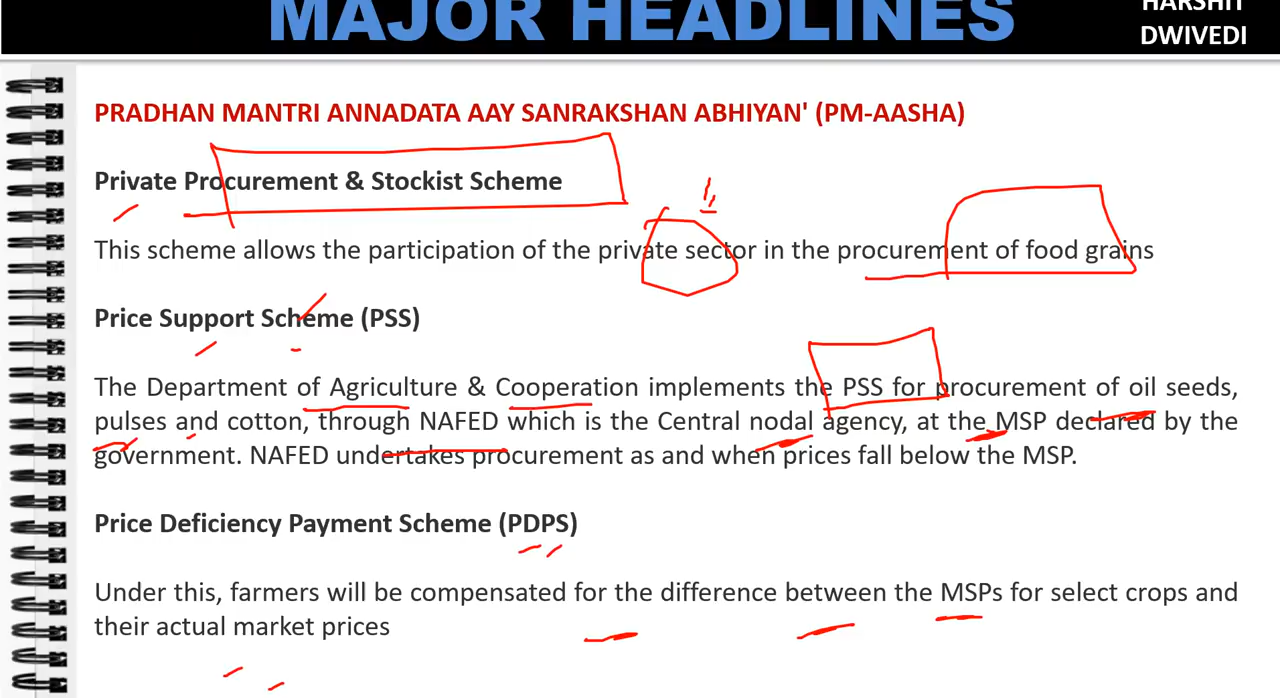 MAJOR HEADLINES
HARSHIT
DWIVEDI
PRADHAN MANTRI ANNADATA AAY SANRAKSHAN ABHIYAN' (PM-AASHA)
Private Procurement & Stockist Scheme
This scheme allows the participation of the private sector in the procurement of food grains
Price Support Scheme (PSS)
The Department of Agriculture & Cooperation implements the PSS for procurement of oil seeds,
pulses and cotton, through NAFED which is the Central nodal agency, at the MSP declared by the
government. NAFED undertakes procurement as and when prices fall below the MSP.
Price Deficiency Payment Scheme (PDPS)
Under this, farmers will be compensated for the difference between the MSPs for select crops and
their actual market prices